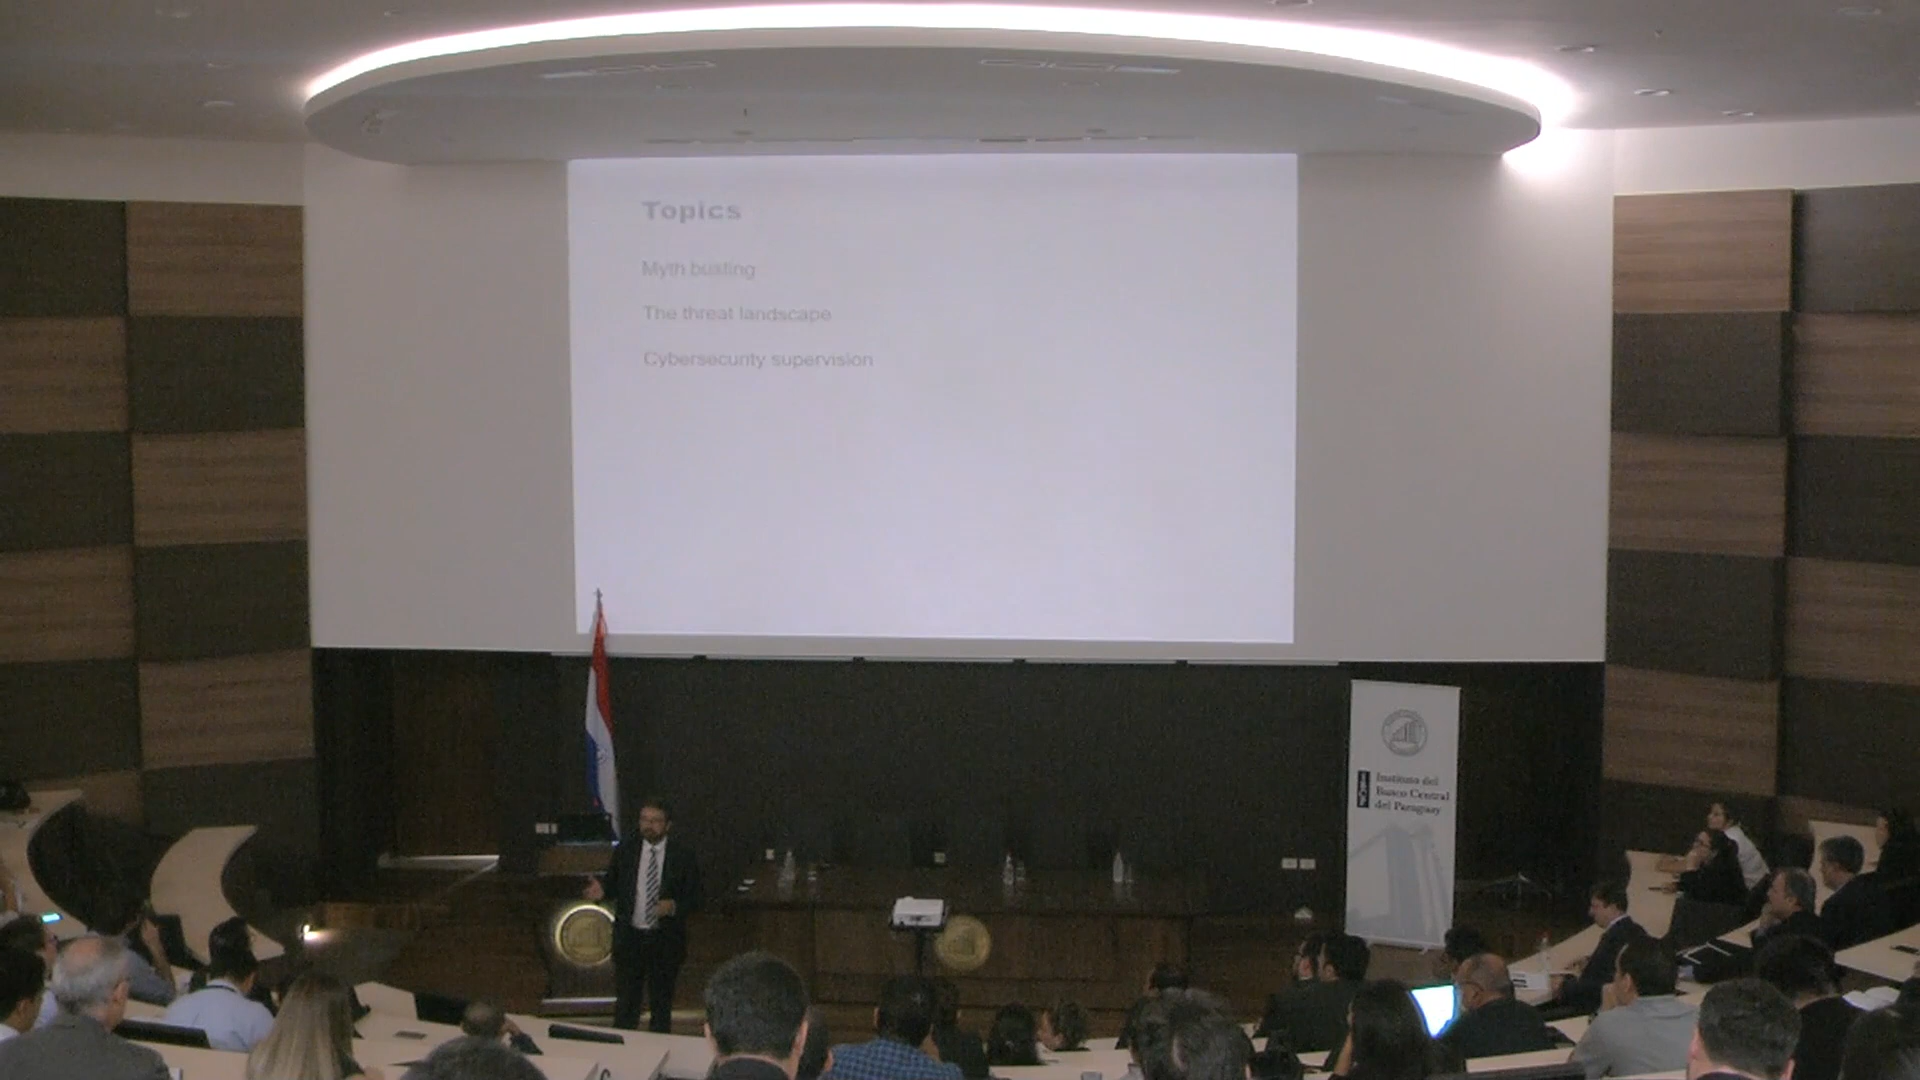 Topics
Myth busting
The threat landscape
Cybersecurity supervision
Instituto del
Banco Central
del Paraguay